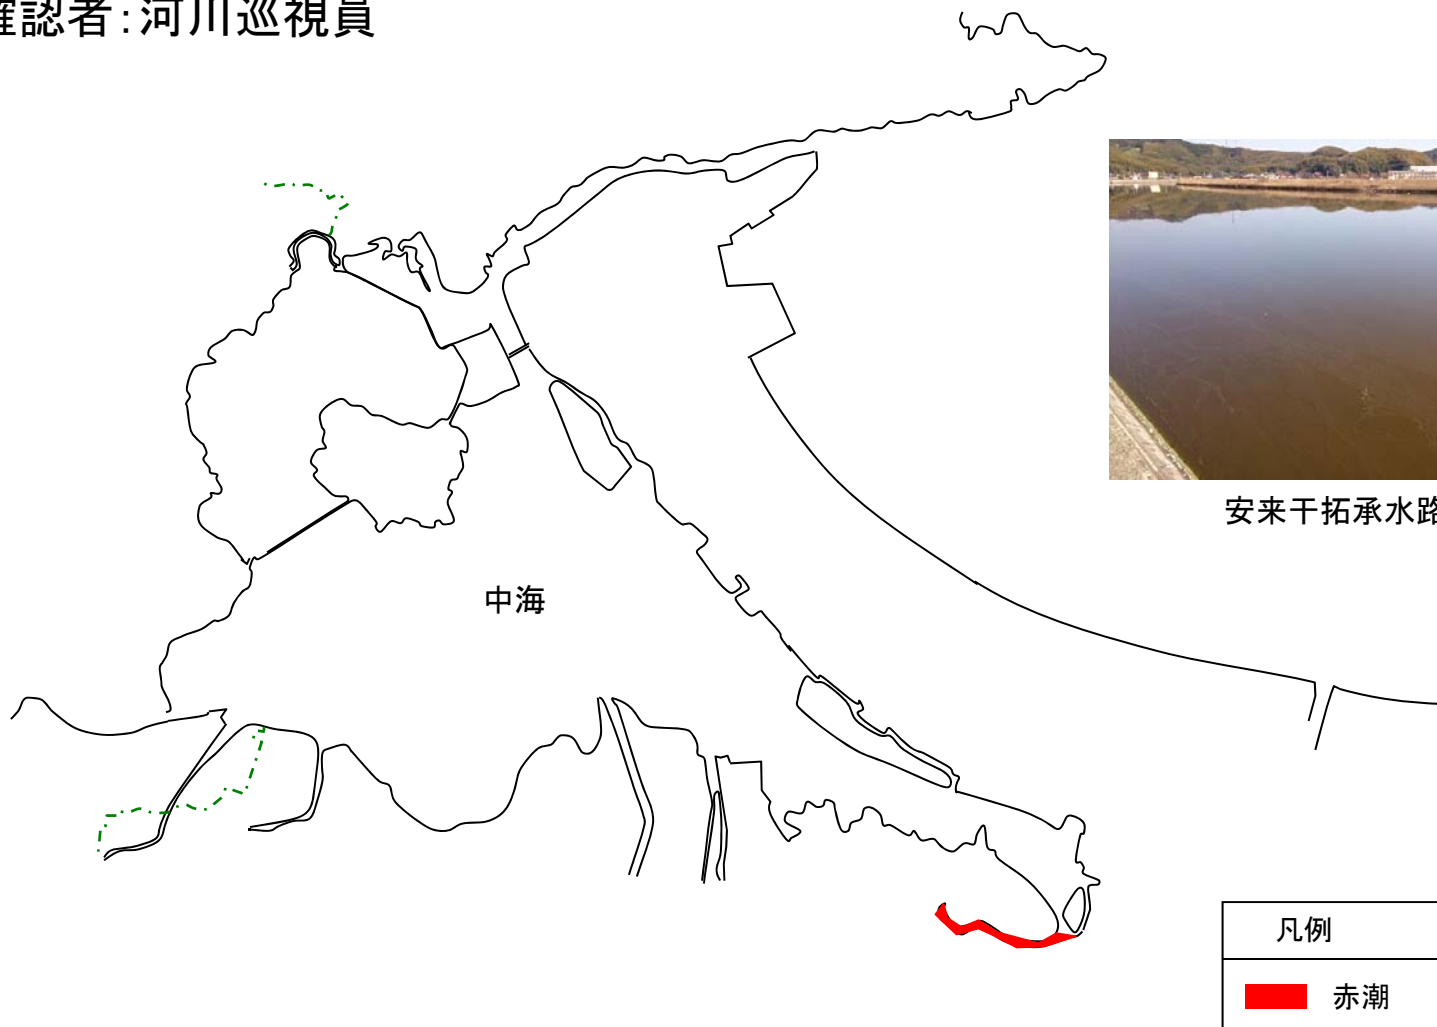 確認者：河川巡視員
安来干拓承水路
中海
凡例
赤潮